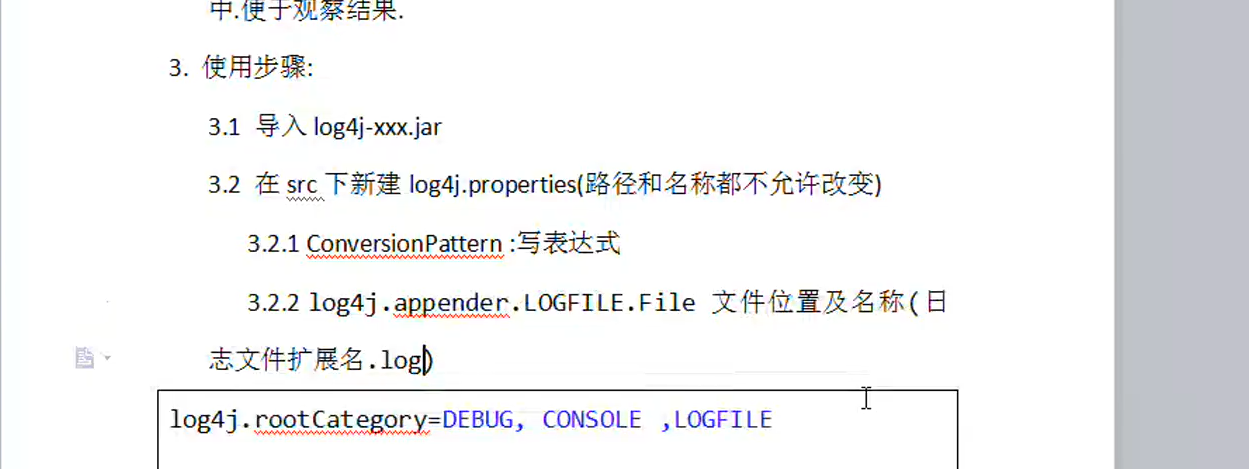 中.便于观察结果.
3. 使用步骤:
3.1 导入 log4j-xxx.jar
3.2 在 src 下新建 log4j.properties(路径和名称都不允许改变)
3.2.1 ConversionPattern :写表达式
3.2.2 log4j.appender.LOGFILE.File 文件位置及名称(日
志文件扩展名.log)
log4j.rootCategory=DEBUG, CONSOLE ,LOGFILE